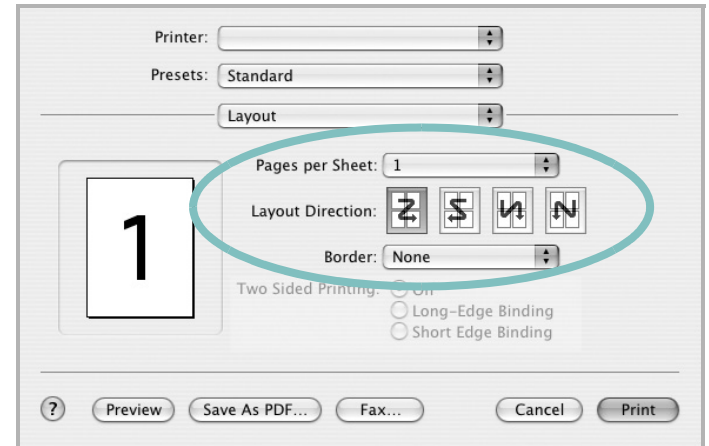 Printer:
Presets: Standard
Layout
Pages per Sheet: 1
Layout Direction:
1
Border: None
Two Sided Printing: Off
Long-Edge Binding
Short Edge Binding
? Preview Save As PDF... Fax... Cancel Print